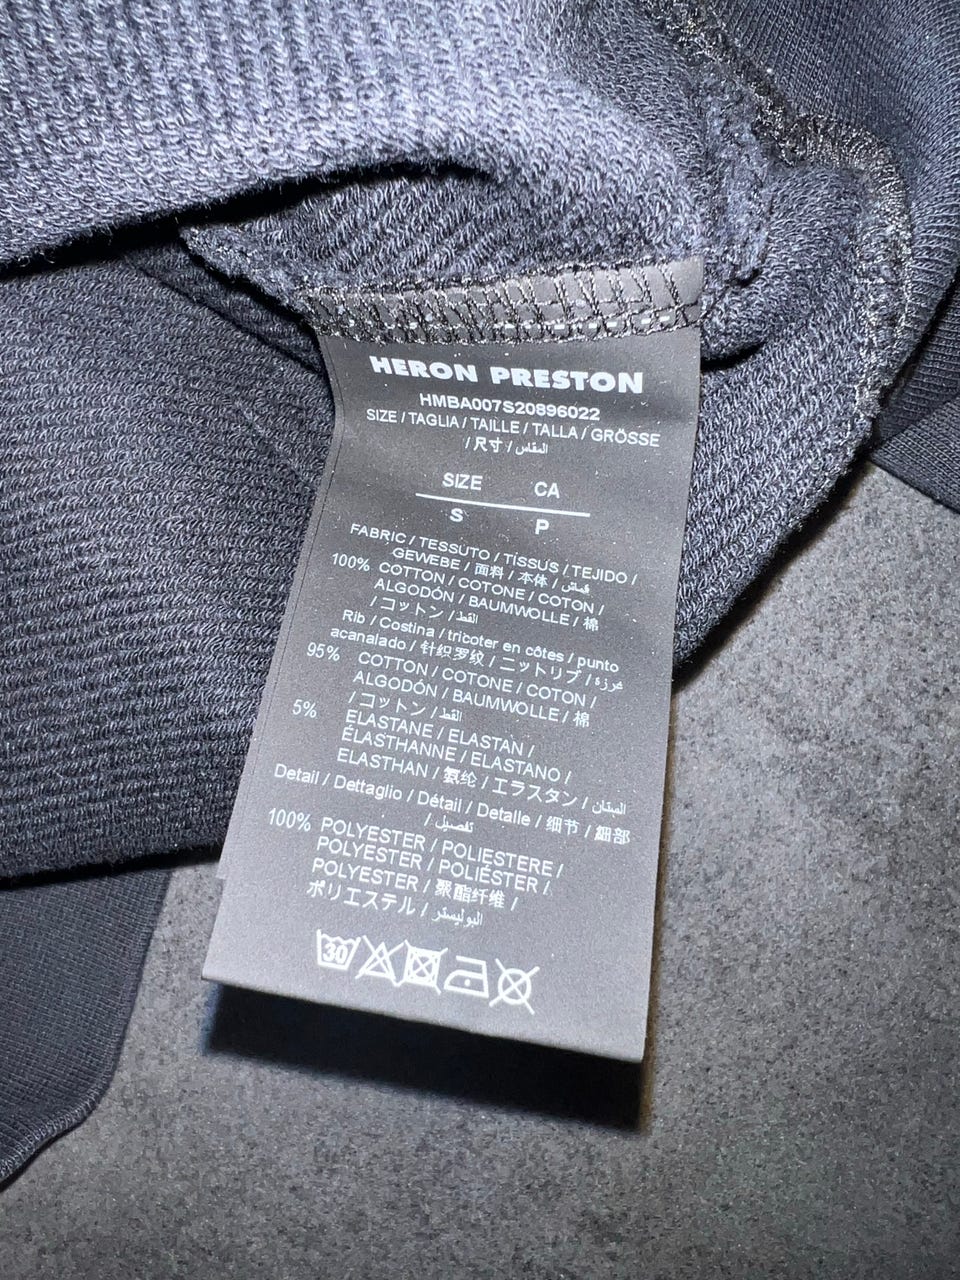 HERON PRESTON
HMBA007S20896022
SIZE / TAGLIA / TAILLE / TALLA / GRÖSSE
/ 尺寸 / المقاس
SIZE CA
S P
FABRIC / TESSUTO / TISSUS / TEJIDO /
GEWEBE / 面料 / 本体 / قماش
100% COTTON / COTONE / COTON /
ALGODÓN / BAUMWOLLE / 棉
/ コットン / القطن
Rib / Costina / tricoter en côtes / punto
acanalado / 针织罗纹 / ニットリブ / غرزة
95% COTTON / COTONE / COTON /
ALGODÓN / BAUMWOLLE / 棉
/ コットン / القطن
5% ELASTANE / ELASTAN /
ÉLASTHANNE / ELASTANO /
ELASTHAN / 氨纶 / エラスタン /
Detail / Dettaglio / Détail / Detalle / 细节 / 細部
/ تفصيل
100% POLYESTER / POLIESTERE /
POLYESTER / POLIÉSTER /
POLYESTER / 聚酯纤维 /
ポリエステル / البوليستر
30